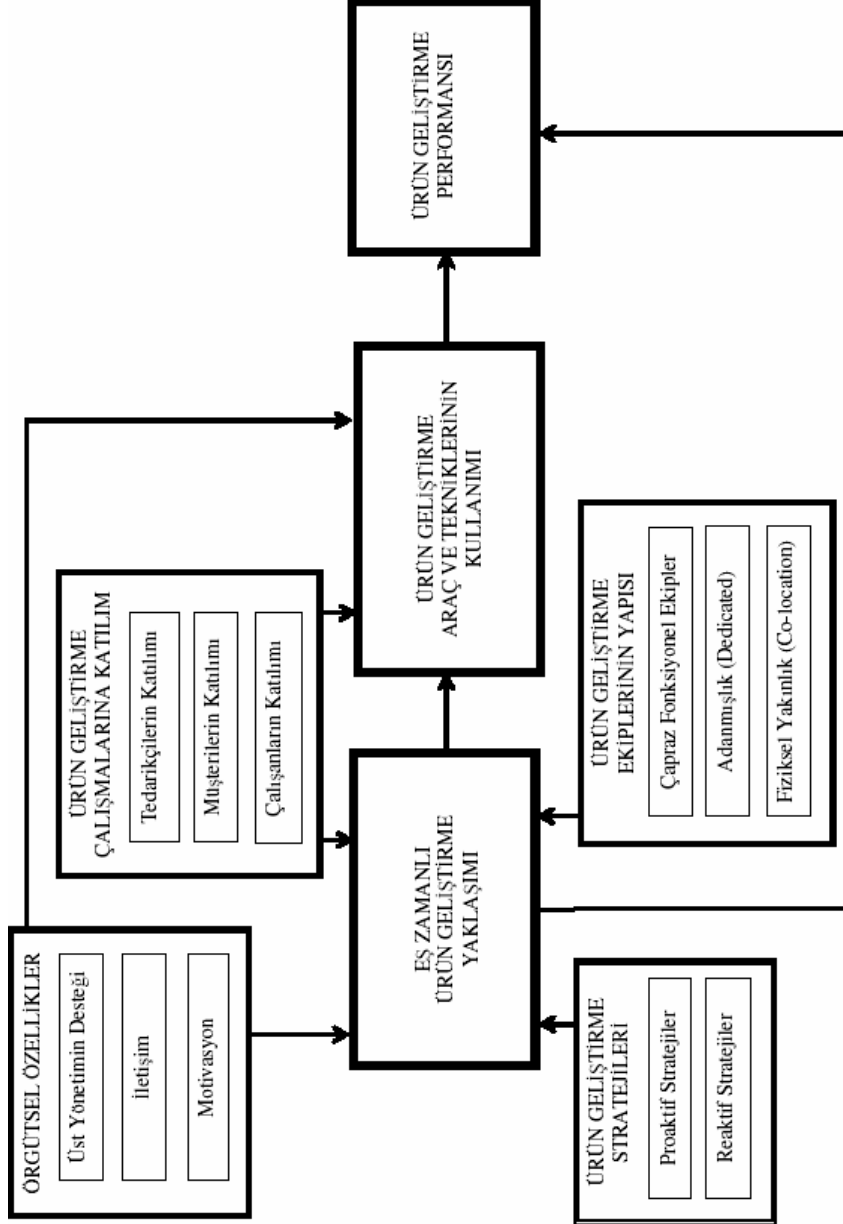 ÖRGÜTSEL ÖZELLİKLER
Üst Yönetimin Desteği
İletişim
Motivasyon
ÜRÜN GELİŞTİRME
ÇALIŞMALARINA KATILIM
Tedarikçilerin Katılımı
Müşterilerin Katılımı
Çalışanların Katılımı
EŞ ZAMANLI
ÜRÜN GELİŞTİRME
YAKLAŞIMI
ÜRÜN GELİŞTİRME
ARAÇ VE TEKNİKLERİNİN
KULLANIMI
ÜRÜN GELİŞTİRME
PERFORMANSI
ÜRÜN GELİŞTİRME
STRATEJİLERİ
Proaktif Stratejiler
Reaktif Stratejiler
ÜRÜN GELİŞTİRME
EKİPLERİNİN YAPISI
Çapraz Fonksiyonel Ekipler
Adanmışlık (Dedicated)
Fiziksel Yakınlık (Co-location)